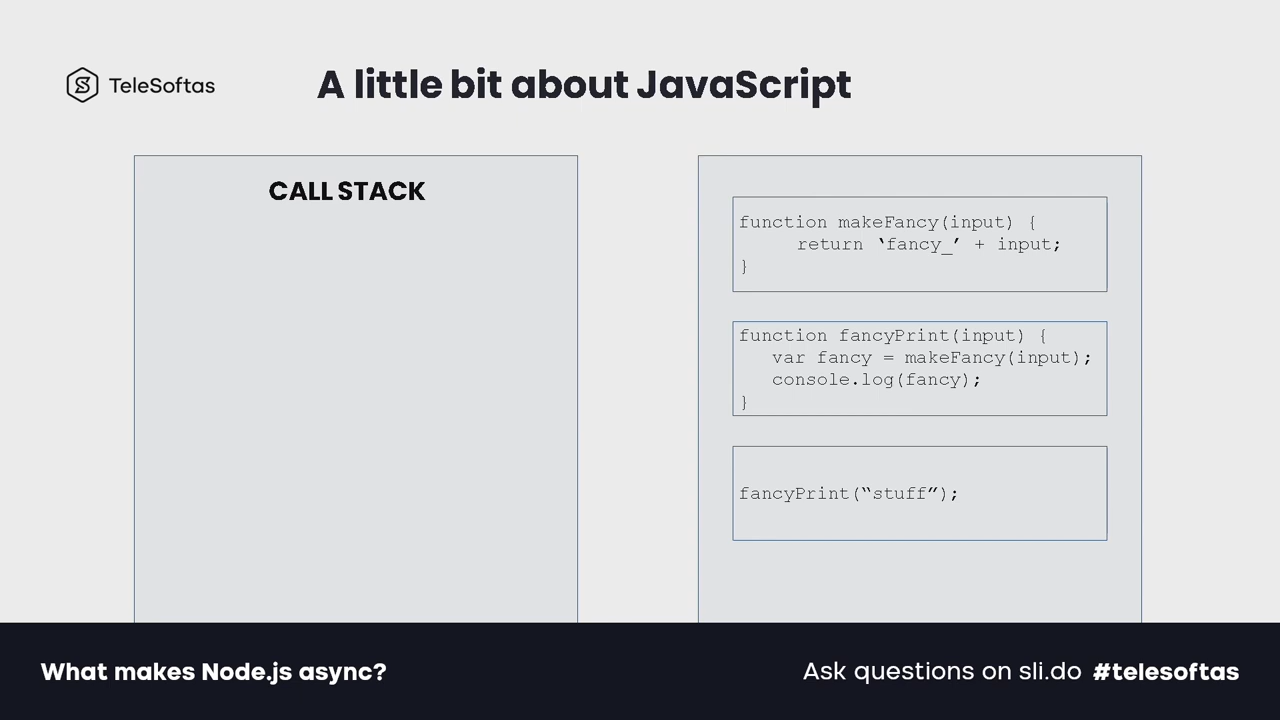 TeleSoftas
A little bit about JavaScript
CALL STACK
function makeFancy(input) {
return ‘fancy_’ + input;
}
function fancyPrint(input) {
var fancy = makeFancy(input);
console.log(fancy);
}
fancyPrint(“stuff”);
What makes Node.js async?
Ask questions on sli.do #telesoftas